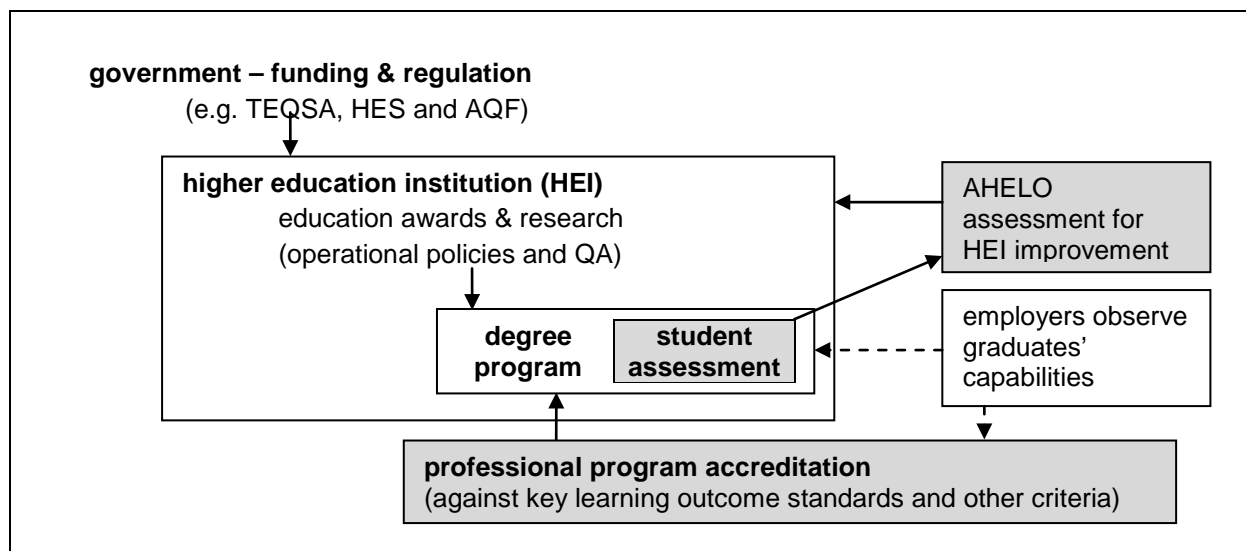 government – funding & regulation
(e.g. TEQSA, HES and AQF)
higher education institution (HEI)
education awards & research
(operational policies and QA)
degree
program
student
assessment
AHELO
assessment for
HEI improvement
employers observe
graduates’
capabilities
professional program accreditation
(against key learning outcome standards and other criteria)